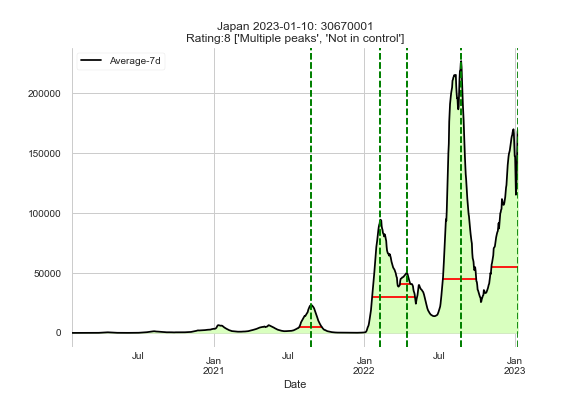 Japan 2023-01-10: 30670001
Rating:8 ['Multiple peaks', 'Not in control']
Average-7d
200000
150000
100000
50000
0
Jul
Jan
2021
Jul
Jan
2022
Jul
Jan
2023
Date